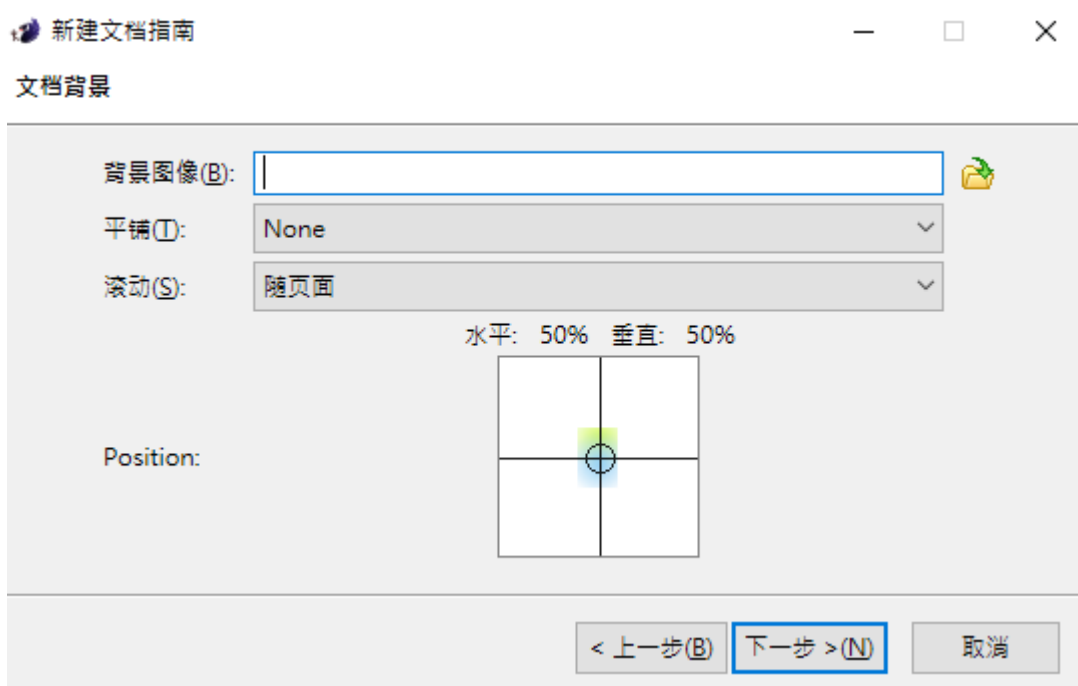 新建文档指南
文档背景
背景图像(B):
平铺(T): None
滚动(S): 随页面
水平: 50% 垂直: 50%
Position:
< 上一步(B) 下一步 >(N) 取消